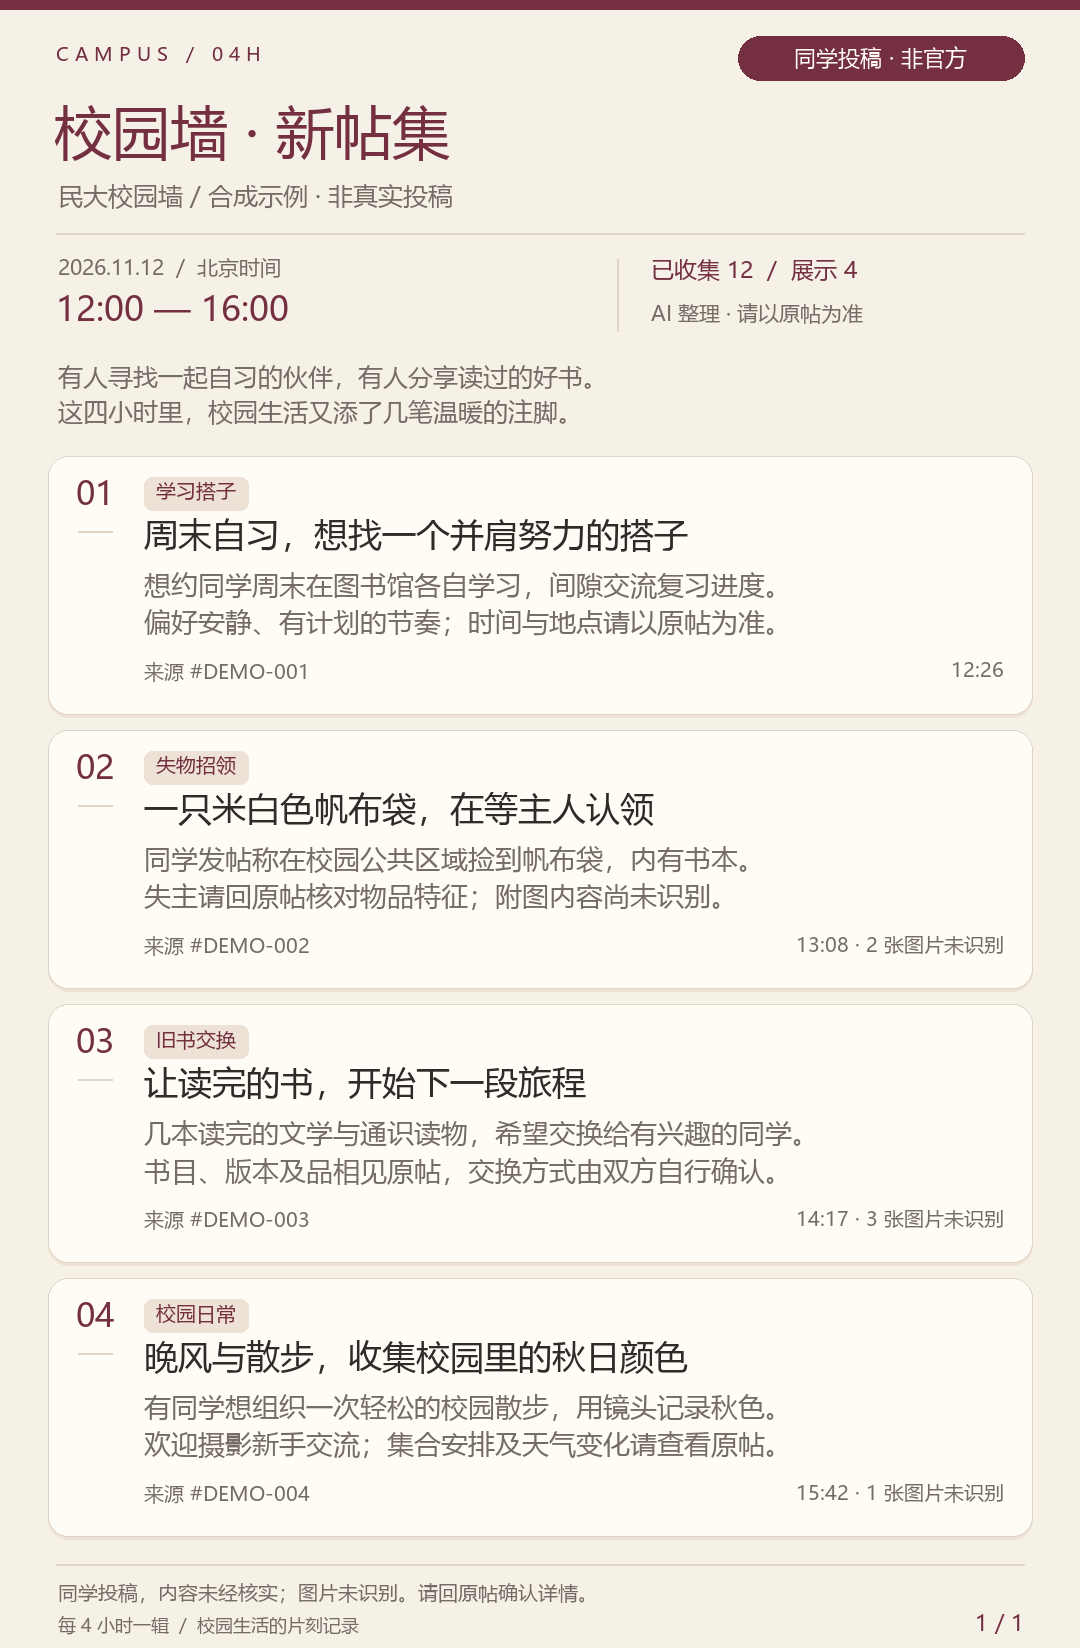 CAMPUS / 04H
同学投稿 · 非官方
校园墙 · 新帖集
民大校园墙 / 合成示例 · 非真实投稿
2026.11.12 / 北京时间
12:00 — 16:00
已收集 12 / 展示 4
AI 整理 · 请以原帖为准
有人寻找一起自习的伙伴，有人分享读过的好书。
这四小时里，校园生活又添了几笔温暖的注脚。
01
学习搭子
周末自习，想找一个并肩努力的搭子
想约同学周末在图书馆各自学习，间隙交流复习进度。
偏好安静、有计划的节奏；时间与地点请以原帖为准。
来源 #DEMO-001
12:26
02
失物招领
一只米白色帆布袋，在等主人认领
同学发帖称在校园公共区域捡到帆布袋，内有书本。
失主请回原帖核对物品特征；附图内容尚未识别。
来源 #DEMO-002
13:08 · 2 张图片未识别
03
旧书交换
让读完的书，开始下一段旅程
几本读完的文学与通识读物，希望交换给有兴趣的同学。
书目、版本及品相见原帖，交换方式由双方自行确认。
来源 #DEMO-003
14:17 · 3 张图片未识别
04
校园日常
晚风与散步，收集校园里的秋日颜色
有同学想组织一次轻松的校园散步，用镜头记录秋色。
欢迎摄影新手交流；集合安排及天气变化请查看原帖。
来源 #DEMO-004
15:42 · 1 张图片未识别
同学投稿，内容未经核实；图片未识别。请回原帖确认详情。
每 4 小时一辑 / 校园生活的片刻记录
1 / 1